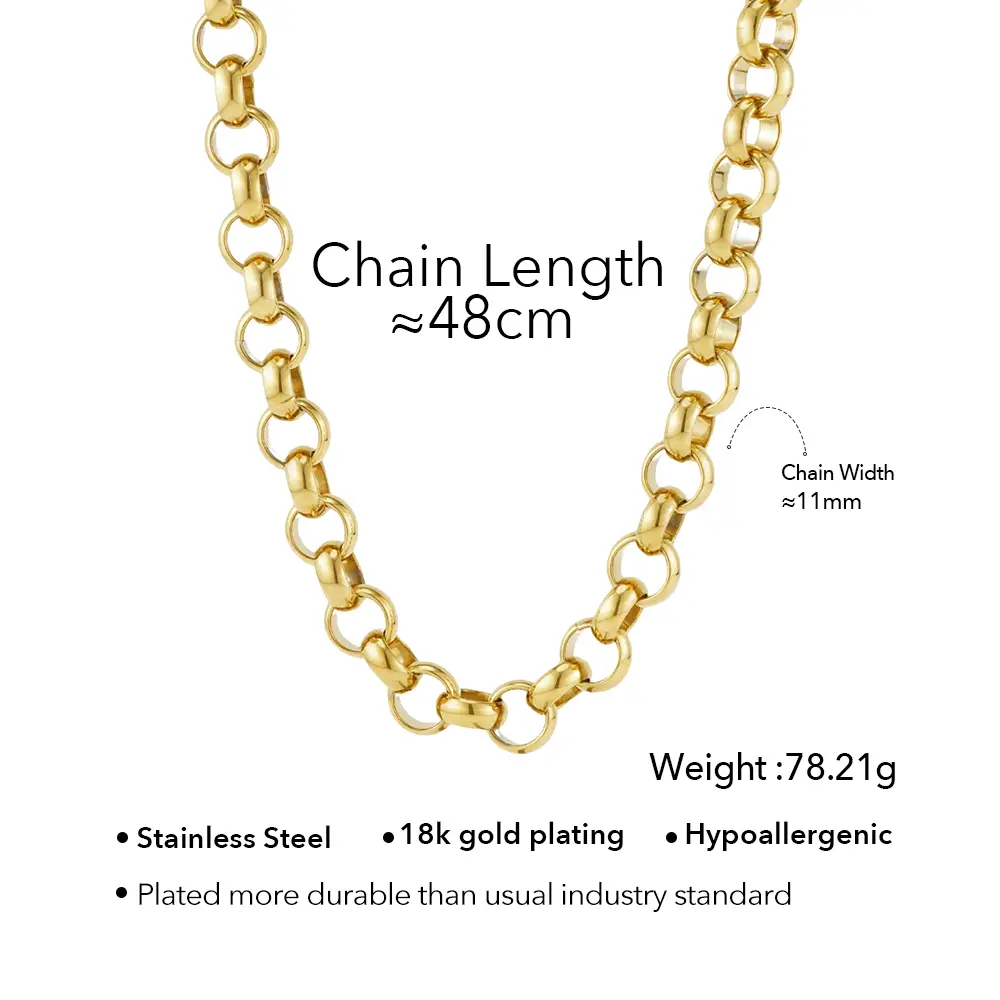 Chain Length
≈48cm
Chain Width
≈11mm
Weight :78.21g
• Stainless Steel
• 18k gold plating
• Hypoallergenic
• Plated more durable than usual industry standard